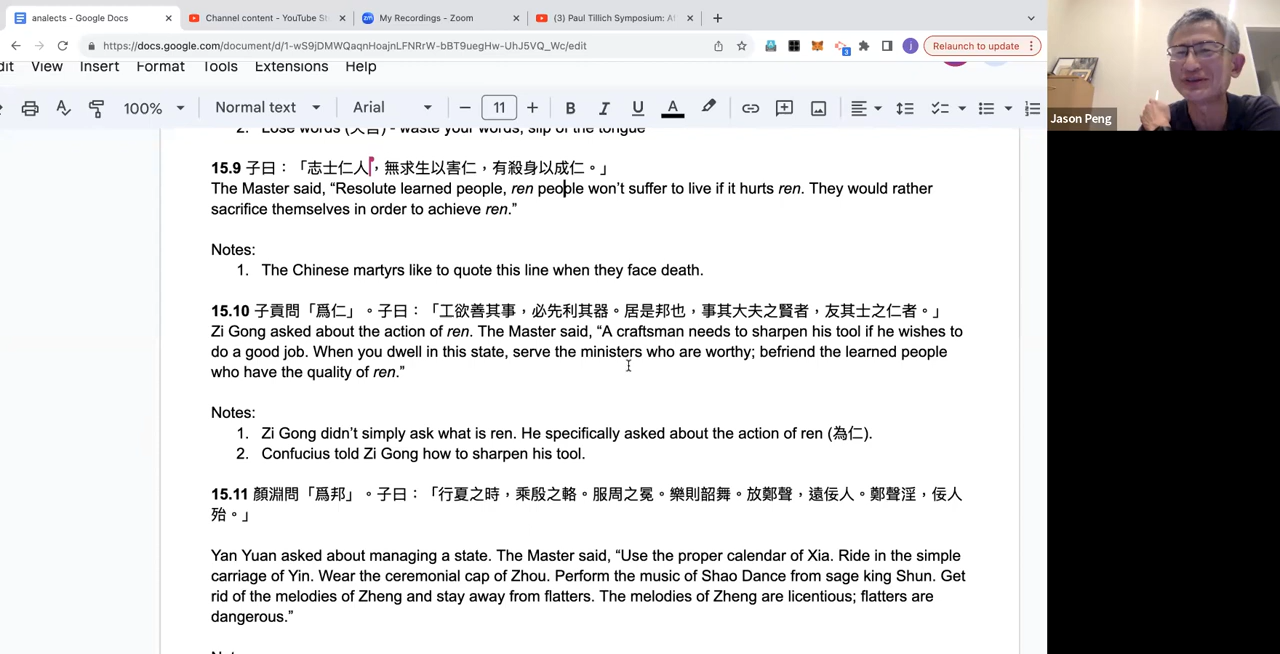 analects - Google Docs
Channel content - YouTube St
My Recordings - Zoom
(3) Paul Tillich Symposium: A
https://docs.google.com/document/d/1-wS9jDMWQaqnHoajnLFNRrW-bBT9uegHw-UhJ5VQ_Wc/edit
3
j
Relaunch to update
dit View Insert Format Tools Extensions Help
100% Normal text Arial 11 B I U A
2. Lose words (失言) - waste your words, slip of the tongue
15.9 子曰：「志士仁人，無求生以害仁，有殺身以成仁。」
The Master said, “Resolute learned people, ren people won’t suffer to live if it hurts ren. They would rather
sacrifice themselves in order to achieve ren.”
Notes:
1. The Chinese martyrs like to quote this line when they face death.
15.10 子貢問「爲仁」。子曰：「工欲善其事，必先利其器。居是邦也，事其大夫之賢者，友其士之仁者。」
Zi Gong asked about the action of ren. The Master said, “A craftsman needs to sharpen his tool if he wishes to
do a good job. When you dwell in this state, serve the ministers who are worthy; befriend the learned people
who have the quality of ren.”
Notes:
1. Zi Gong didn’t simply ask what is ren. He specifically asked about the action of ren (為仁).
2. Confucius told Zi Gong how to sharpen his tool.
15.11 顏淵問「爲邦」。子曰：「行夏之時，乘殷之輅。服周之冕。樂則韶舞。放鄭聲，遠佞人。鄭聲淫，佞人
殆。」
Yan Yuan asked about managing a state. The Master said, “Use the proper calendar of Xia. Ride in the simple
carriage of Yin. Wear the ceremonial cap of Zhou. Perform the music of Shao Dance from sage king Shun. Get
rid of the melodies of Zheng and stay away from flatters. The melodies of Zheng are licentious; flatters are
dangerous.”
Jason Peng